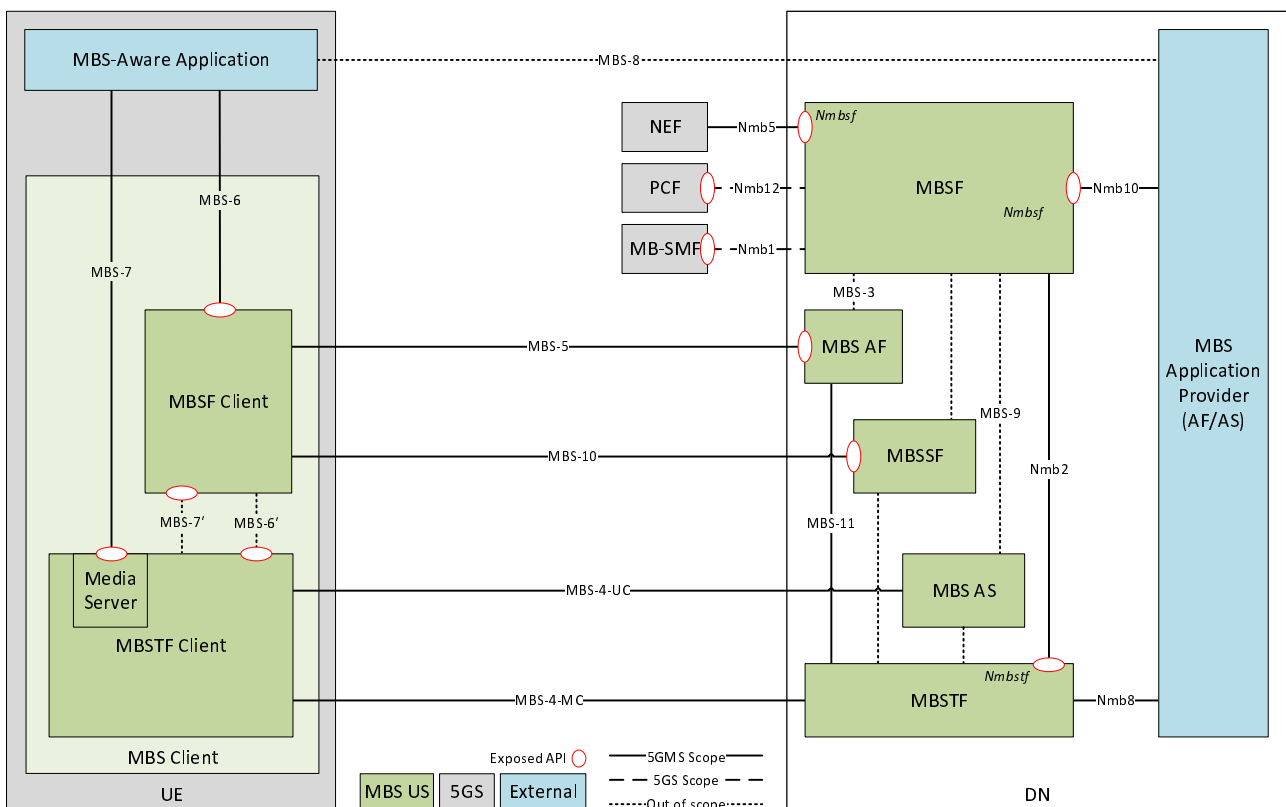 MBS-Aware Application
MBS-8
NEF
Nmb5
Nmbsf
PCF
Nmb12
MBSF
Nmb10
MBS-6
Nmbsf
MB-SMF
Nmb1
MBS-7
MBS-3
MBS-5
MBS AF
MBS
Application
Provider
(AF/AS)
MBSF Client
MBS-9
MBS-10
MBSSF
Nmb2
MBS-7’
MBS-6’
MBS-11
Media
Server
MBS-4-UC
MBS AS
MBSTF Client
Nmbstf
MBS-4-MC
MBSTF
Nmb8
MBS Client
Exposed API
5GMS Scope
5GS Scope
UE
MBS US
5GS
External
Out of scope
DN